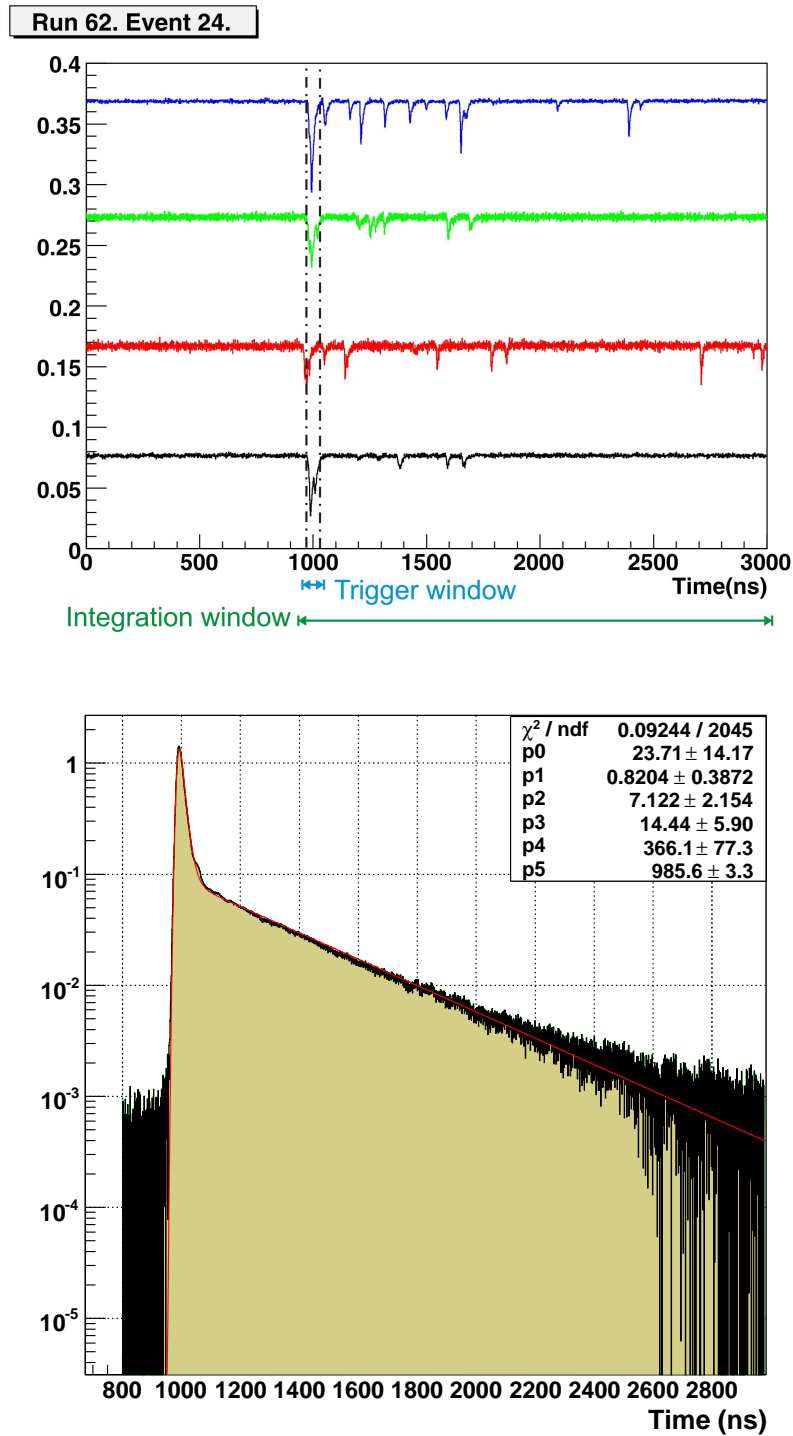 Run 62. Event 24.
0.4
0.35
0.3
0.25
0.2
0.15
0.1
0.05
0
0 500 1000 1500 2000 2500 3000
Time(ns)
Trigger window
Integration window
χ² / ndf 0.09244 / 2045
p0 23.71 ± 14.17
p1 0.8204 ± 0.3872
p2 7.122 ± 2.154
p3 14.44 ± 5.90
p4 366.1 ± 77.3
p5 985.6 ± 3.3
1
10⁻¹
10⁻²
10⁻³
10⁻⁴
10⁻⁵
800 1000 1200 1400 1600 1800 2000 2200 2400 2600 2800
Time (ns)